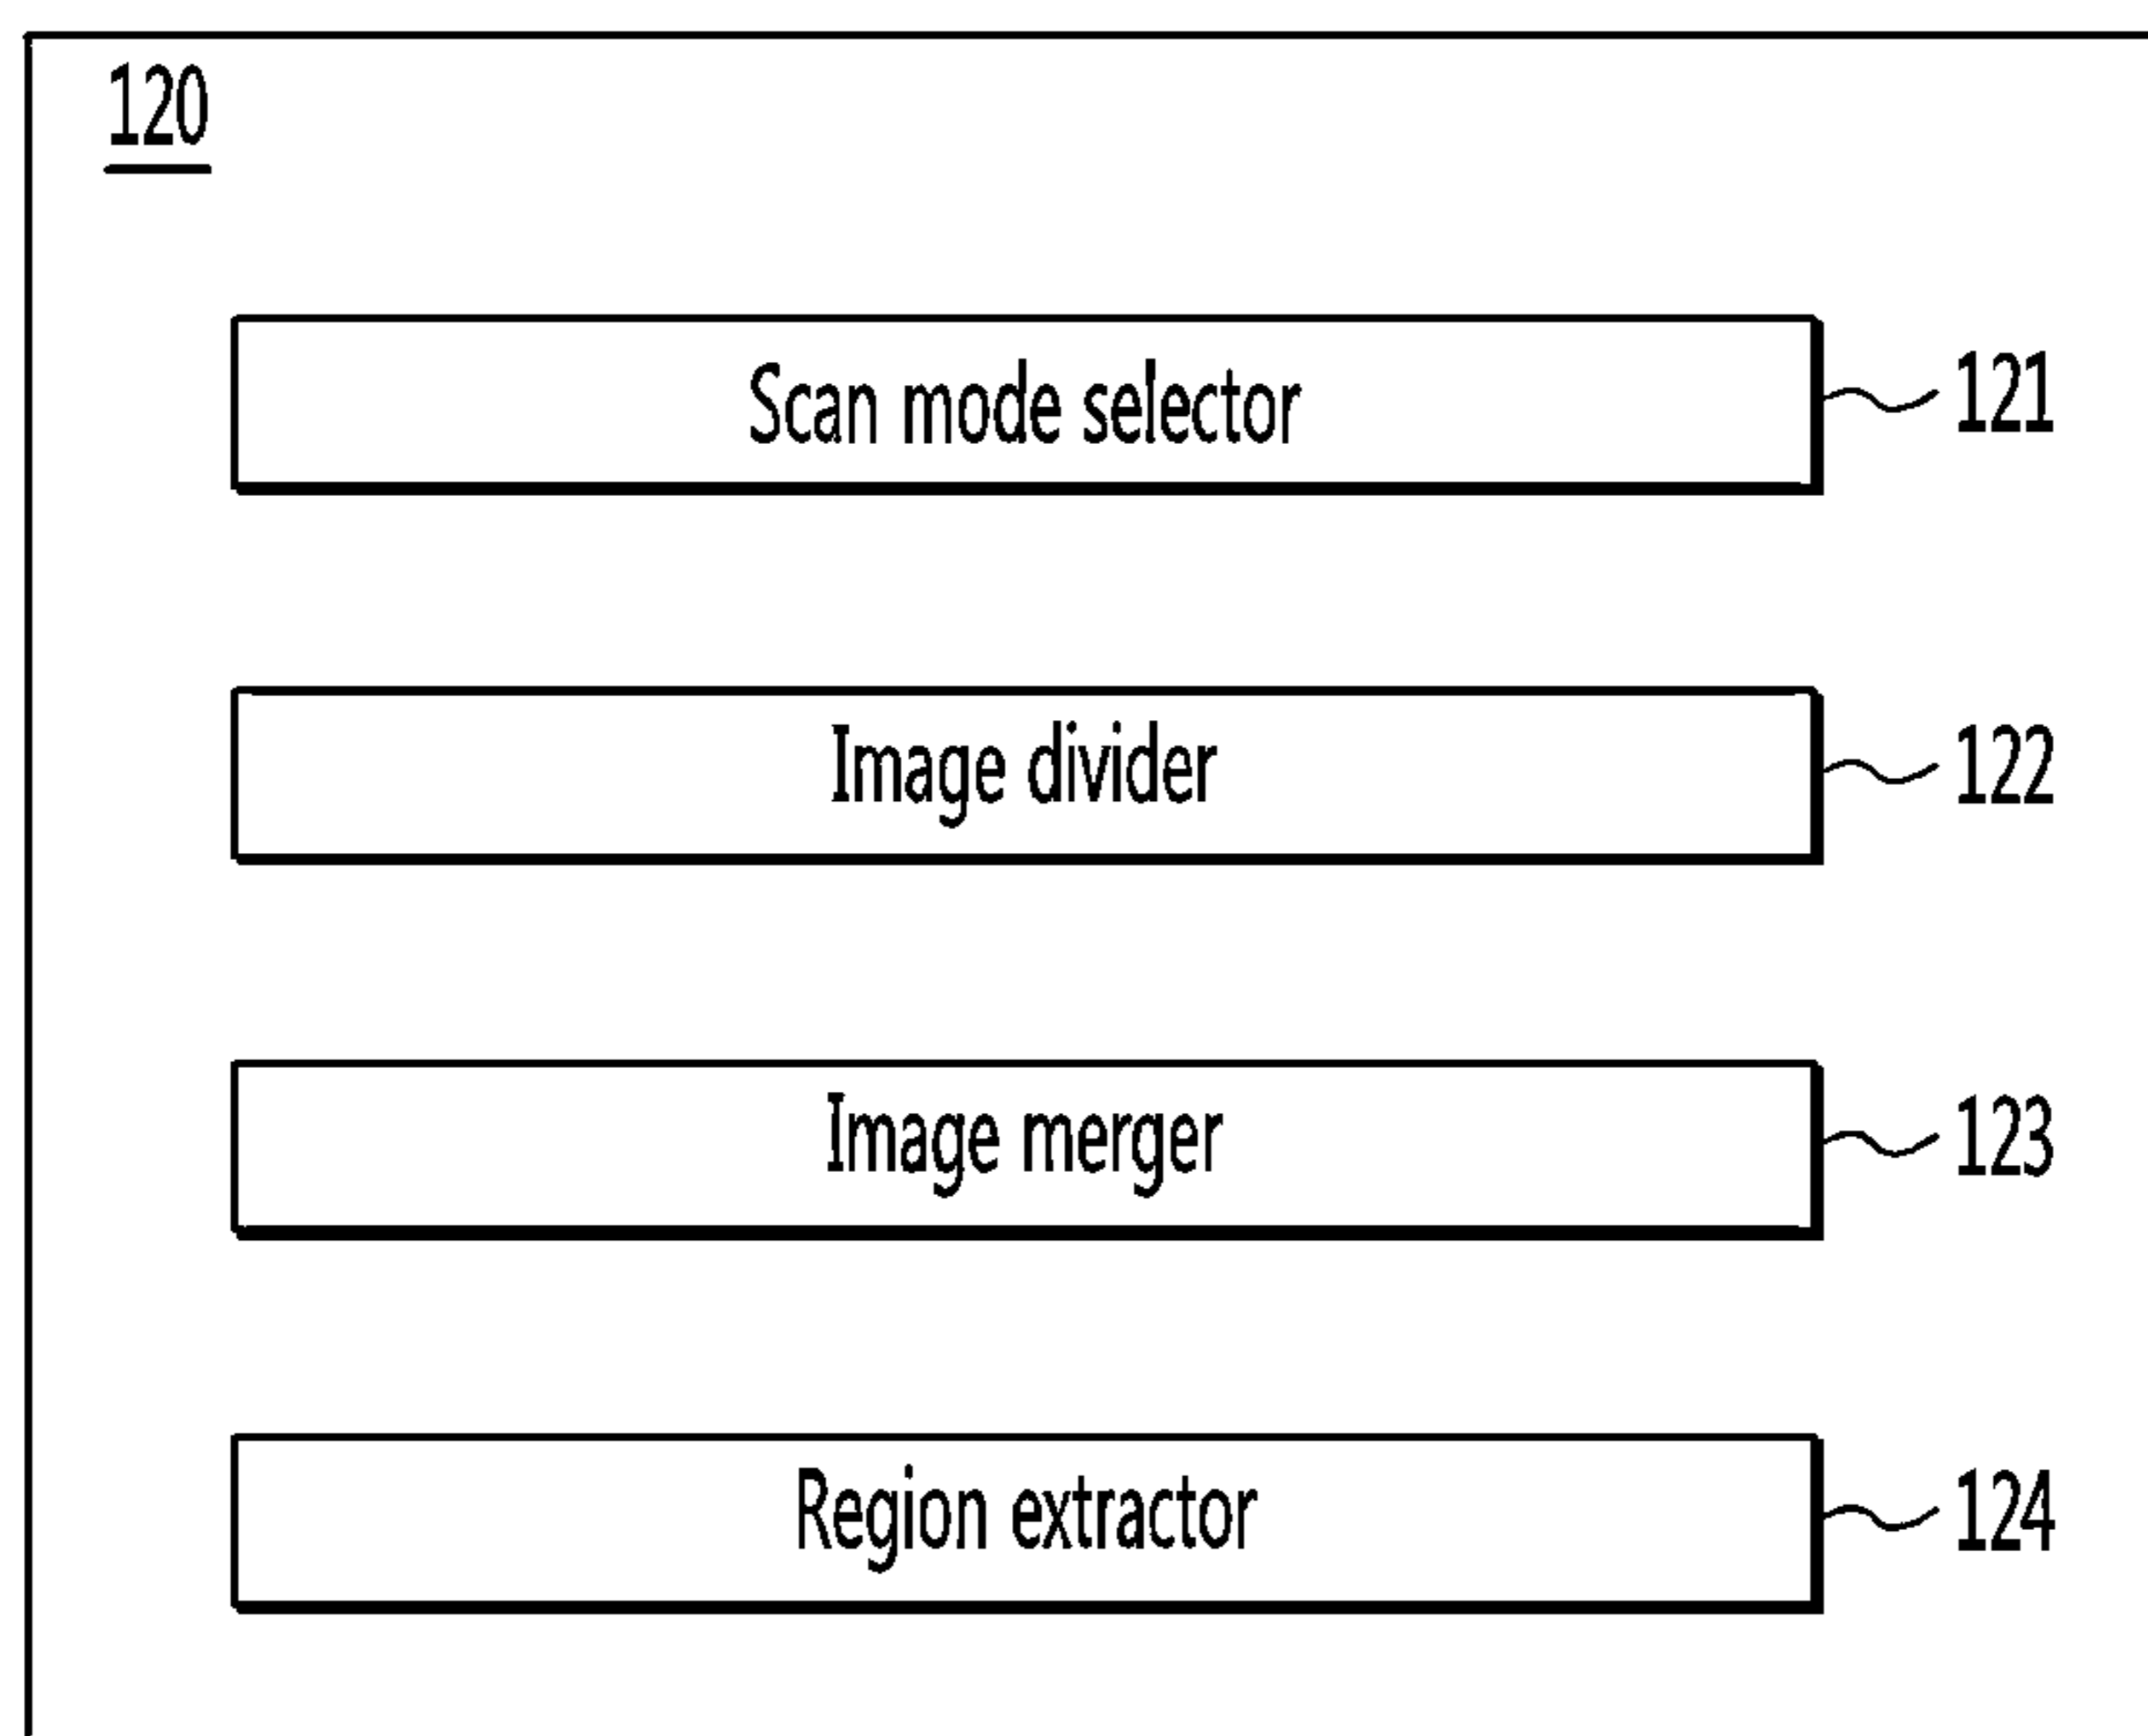 120
Scan mode selector 121
Image divider 122
Image merger 123
Region extractor 124